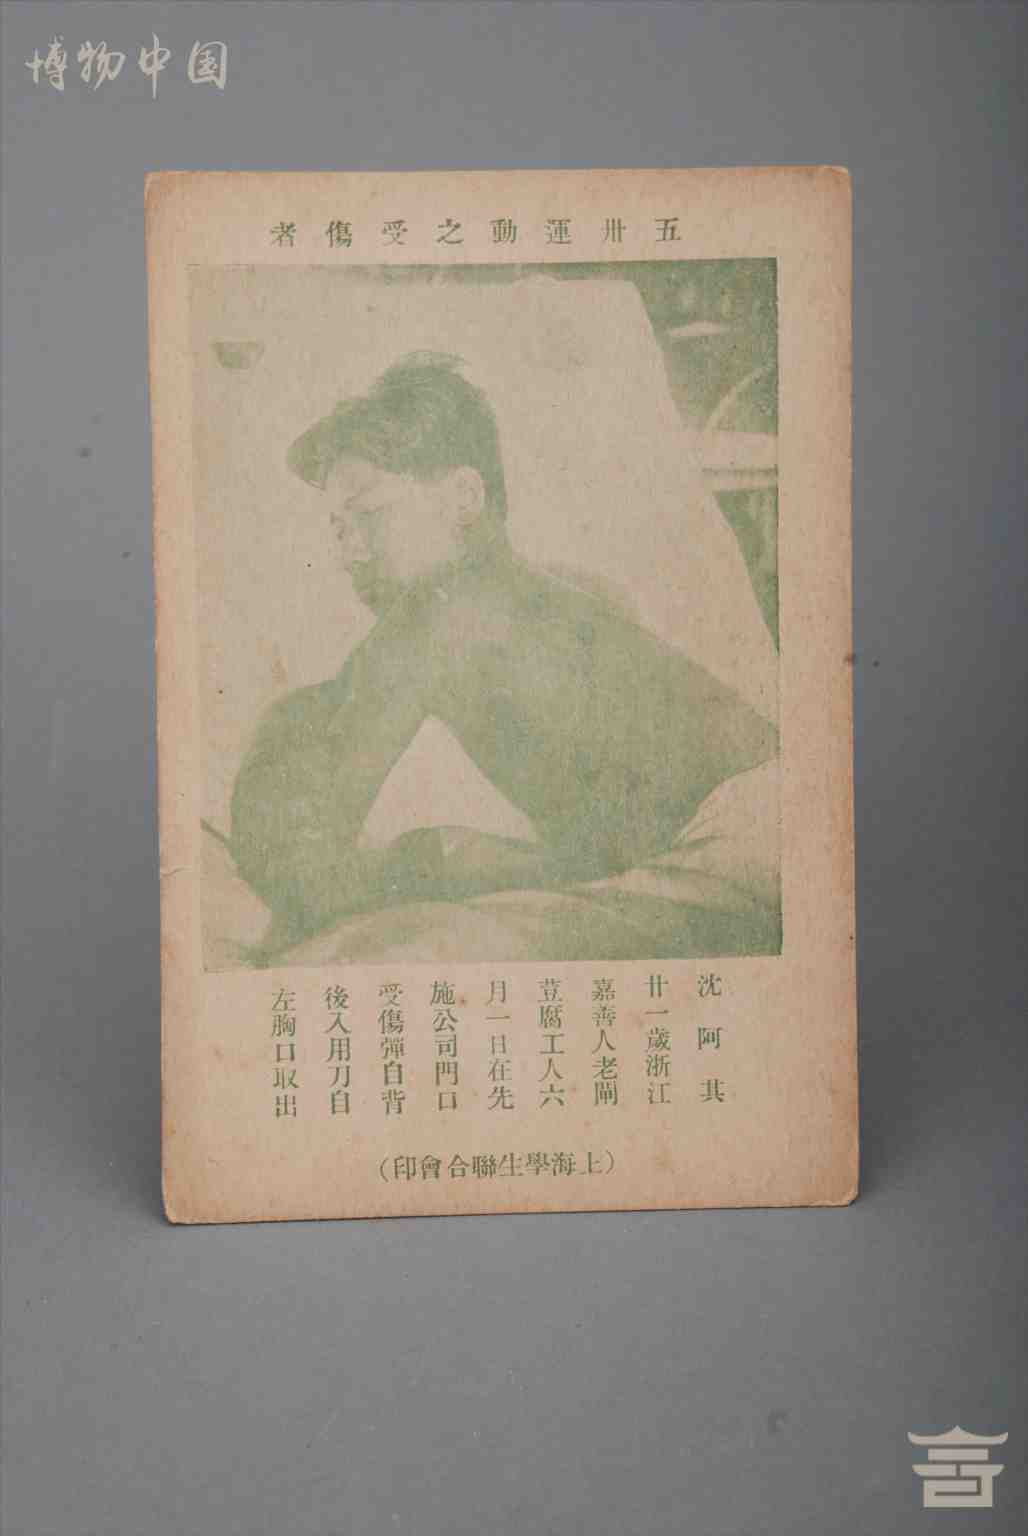 博物中国
五卅運動之受傷者
沈阿其
廿一歲浙江
嘉善人老閘
荳腐工人六
月一日在先
施公司門口
受傷彈自背
後入用刀自
左胸口取出
(上海學生聯合會印)